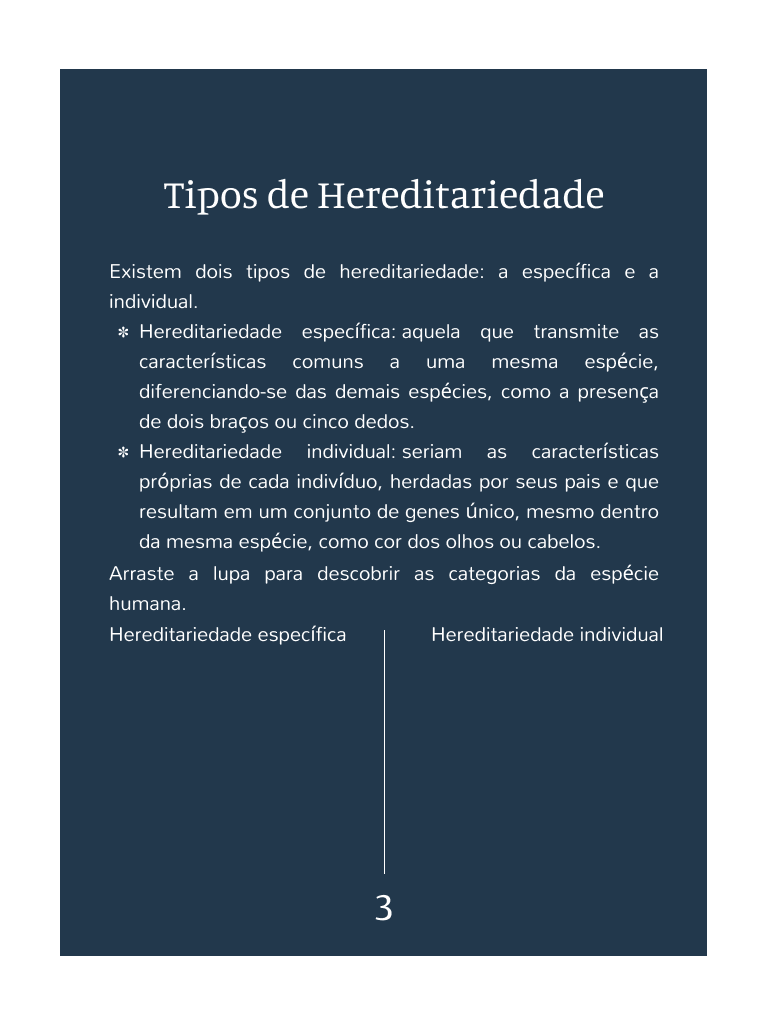 Tipos de Hereditariedade
Existem dois tipos de hereditariedade: a específica e a
individual.
✻ Hereditariedade específica: aquela que transmite as
características comuns a uma mesma espécie,
diferenciando-se das demais espécies, como a presença
de dois braços ou cinco dedos.
✻ Hereditariedade individual: seriam as características
próprias de cada indivíduo, herdadas por seus pais e que
resultam em um conjunto de genes único, mesmo dentro
da mesma espécie, como cor dos olhos ou cabelos.
Arraste a lupa para descobrir as categorias da espécie
humana.
Hereditariedade específica
Hereditariedade individual
3